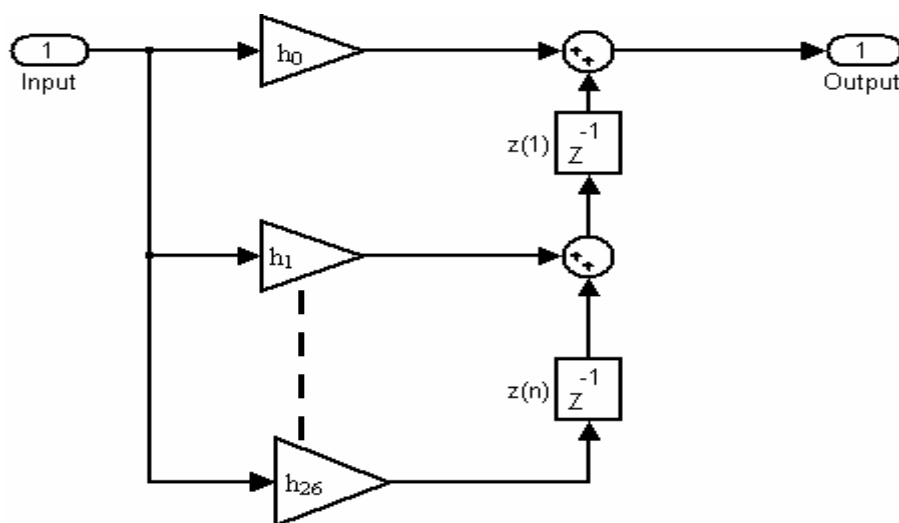 1
Input
h0
1
Output
z(1)
Z-1
h1
z(n)
Z-1
h26